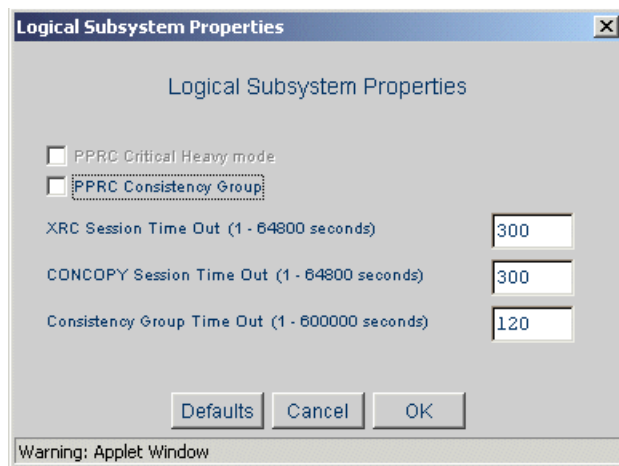 Logical Subsystem Properties
Logical Subsystem Properties
PPRC Critical Heavy mode
PPRC Consistency Group
XRC Session Time Out (1 - 64800 seconds) 300
CONCOPY Session Time Out (1 - 64800 seconds) 300
Consistency Group Time Out (1 - 600000 seconds) 120
Defaults Cancel OK
Warning: Applet Window